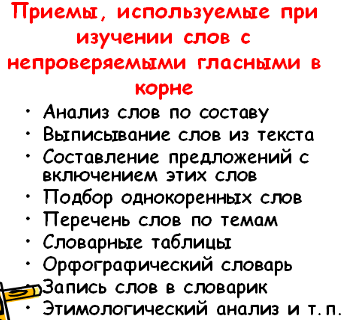 Приемы, используемые при
изучении слов с
непроверяемыми гласными в
корне
• Анализ слов по составу
• Выписывание слов из текста
• Составление предложений с
включением этих слов
• Подбор однокоренных слов
• Перечень слов по темам
• Словарные таблицы
• Орфографический словарь
• Запись слов в словарик
• Этимологический анализ и т.п.